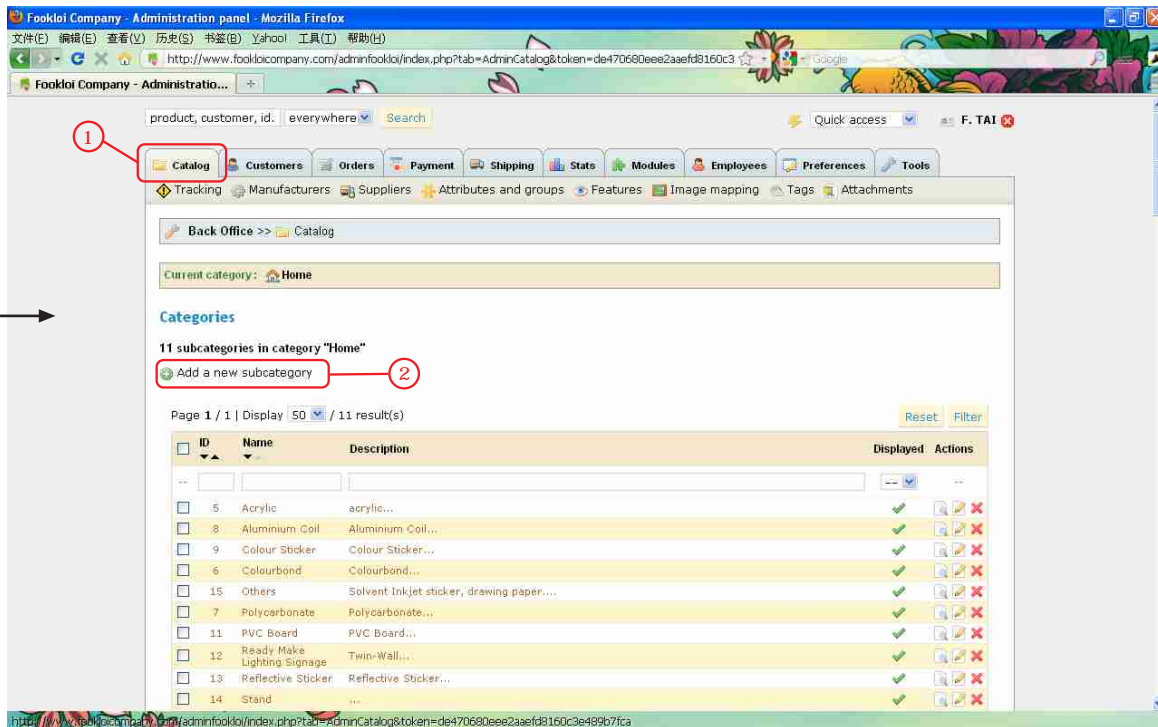 Fookloi Company - Administration panel - Mozilla Firefox
文件(F) 编辑(E) 查看(V) 历史(S) 书签(B) Yahoo! 工具(T) 帮助(H)
http://www.fookloicompany.com/adminfookloi/index.php?tab=AdminCatalog&token=de470680eee2aaefd8160c3 Google
Fookloi Company - Administratio...
product, customer, id. everywhere Search Quick access F. TAI
1
Catalog Customers Orders Payment Shipping Stats Modules Employees Preferences Tools
Tracking Manufacturers Suppliers Attributes and groups Features Image mapping Tags Attachments
Back Office >> Catalog
Current category: Home
Categories
11 subcategories in category "Home"
Add a new subcategory 2
Page 1 / 1 | Display 50 / 11 result(s) Reset Filter
ID Name Description Displayed Actions
-- -- --
5 Acrylic acrylic...
8 Aluminium Coil Aluminium Coil...
9 Colour Sticker Colour Sticker...
6 Colourbond Colourbond...
15 Others Solvent Inkjet sticker, drawing paper....
7 Polycarbonate Polycarbonate...
11 PVC Board PVC Board...
12 Ready Make Lighting Signage Twin-Wall...
13 Reflective Sticker Reflective Sticker...
14 Stand ...
http://www.fookloicompany.com/adminfookloi/index.php?tab=AdminCatalog&token=de470680eee2aaefd8160c3e489b7fca